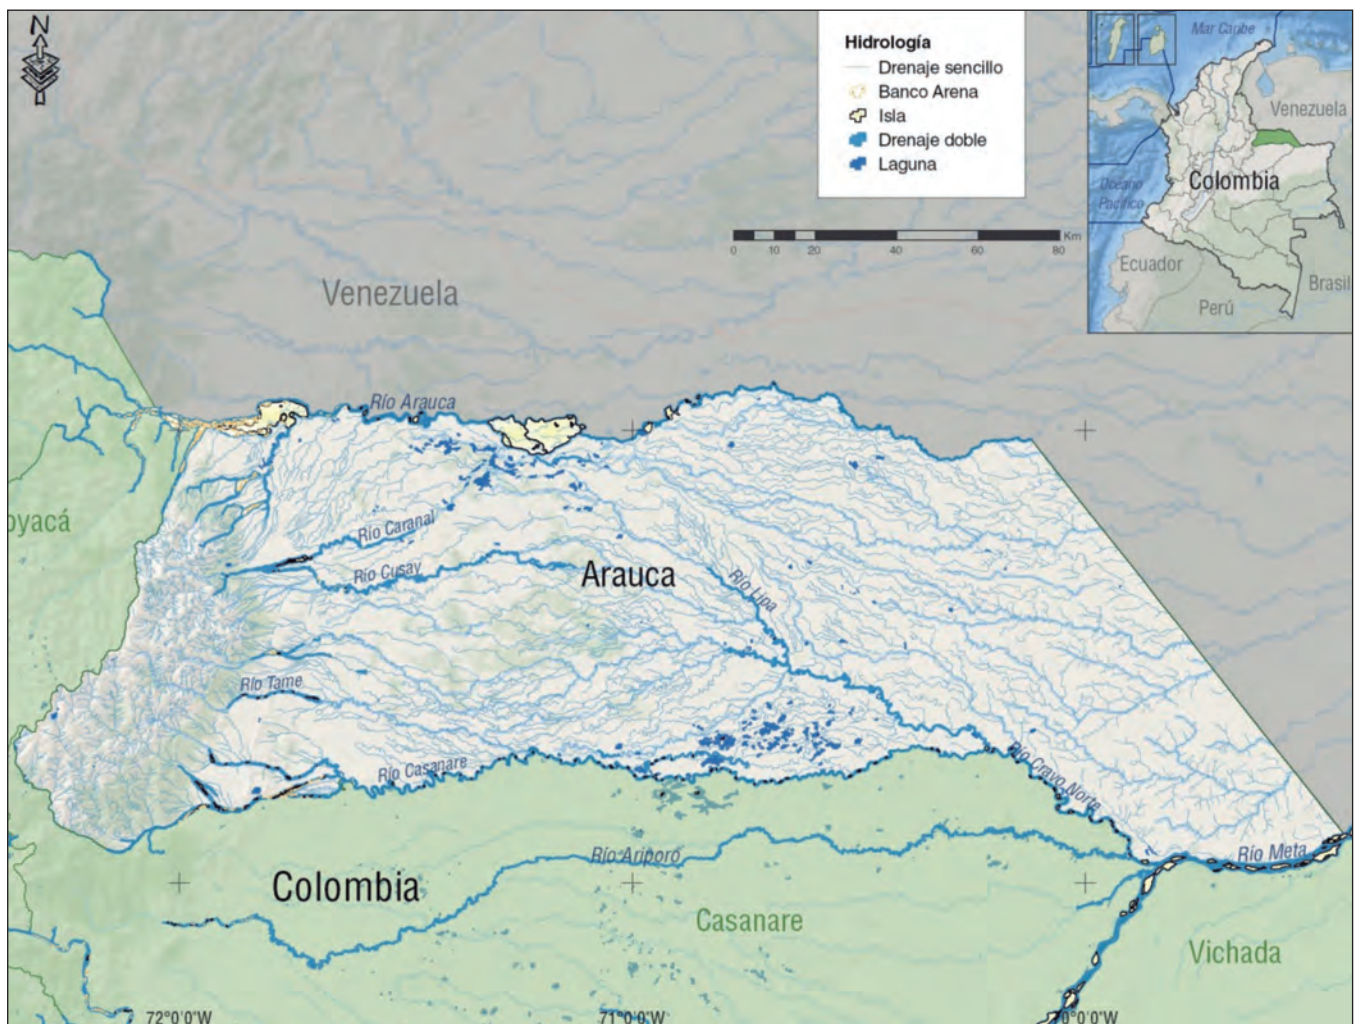 N
Hidrología
Drenaje sencillo
Banco Arena
Isla
Drenaje doble
Laguna
0 10 20 40 60 80 Km
Mar Caribe
Venezuela
Océano
Pacífico
Colombia
Ecuador
Perú
Brasil
Venezuela
Río Arauca
oyacá
Río Caranal
Río Cusay
Arauca
Río Lipa
Río Tame
Río Casanare
Río Cravo Norte
Río Ariporo
Río Meta
Colombia
Casanare
Vichada
72°0'0"W
71°0'0"W
70°0'0"W